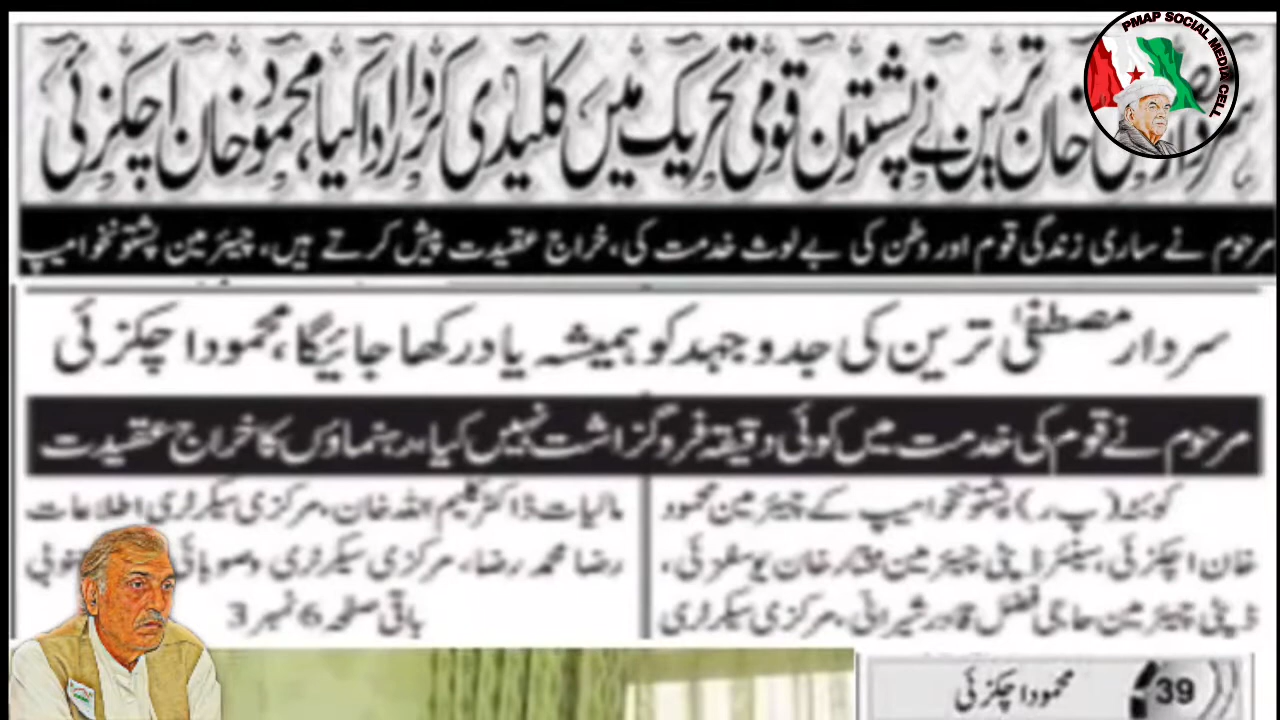 PMAP SOCIAL MEDIA CELL
سردار خان ترین نے پشتون قومی تحریک میں کلیدی کردار ادا کیا، محمود خان اچکزئی
مرحوم نے ساری زندگی قوم اور وطن کی بے لوث خدمت کی، خراج عقیدت پیش کرتے ہیں، چیئرمین پشتونخوامیپ
سردار مصطفیٰ ترین کی جدوجہد کو ہمیشہ یاد رکھا جائیگا، محمود اچکزئی
مرحوم نے قوم کی خدمت میں کوئی دقیقہ فروگزاشت نہیں کیا، رہنماؤں کا خراج عقیدت
کوئٹہ (پ ر) پشتونخوامیپ کے چیئرمین محمود
خان اچکزئی، سینئر ڈپٹی چیئرمین مختار خان یوسفزئی،
ڈپٹی چیئرمین حاجی فضل قادر شیرانی، مرکزی سیکرٹری
مالیات ڈاکٹر کلیم اللہ خان، مرکزی سیکرٹری اطلاعات
رضا محمد رضا، مرکزی سیکرٹری وصوبائی جنوبی
باقی صفحہ 6 نمبر 3
محمود اچکزئی 39